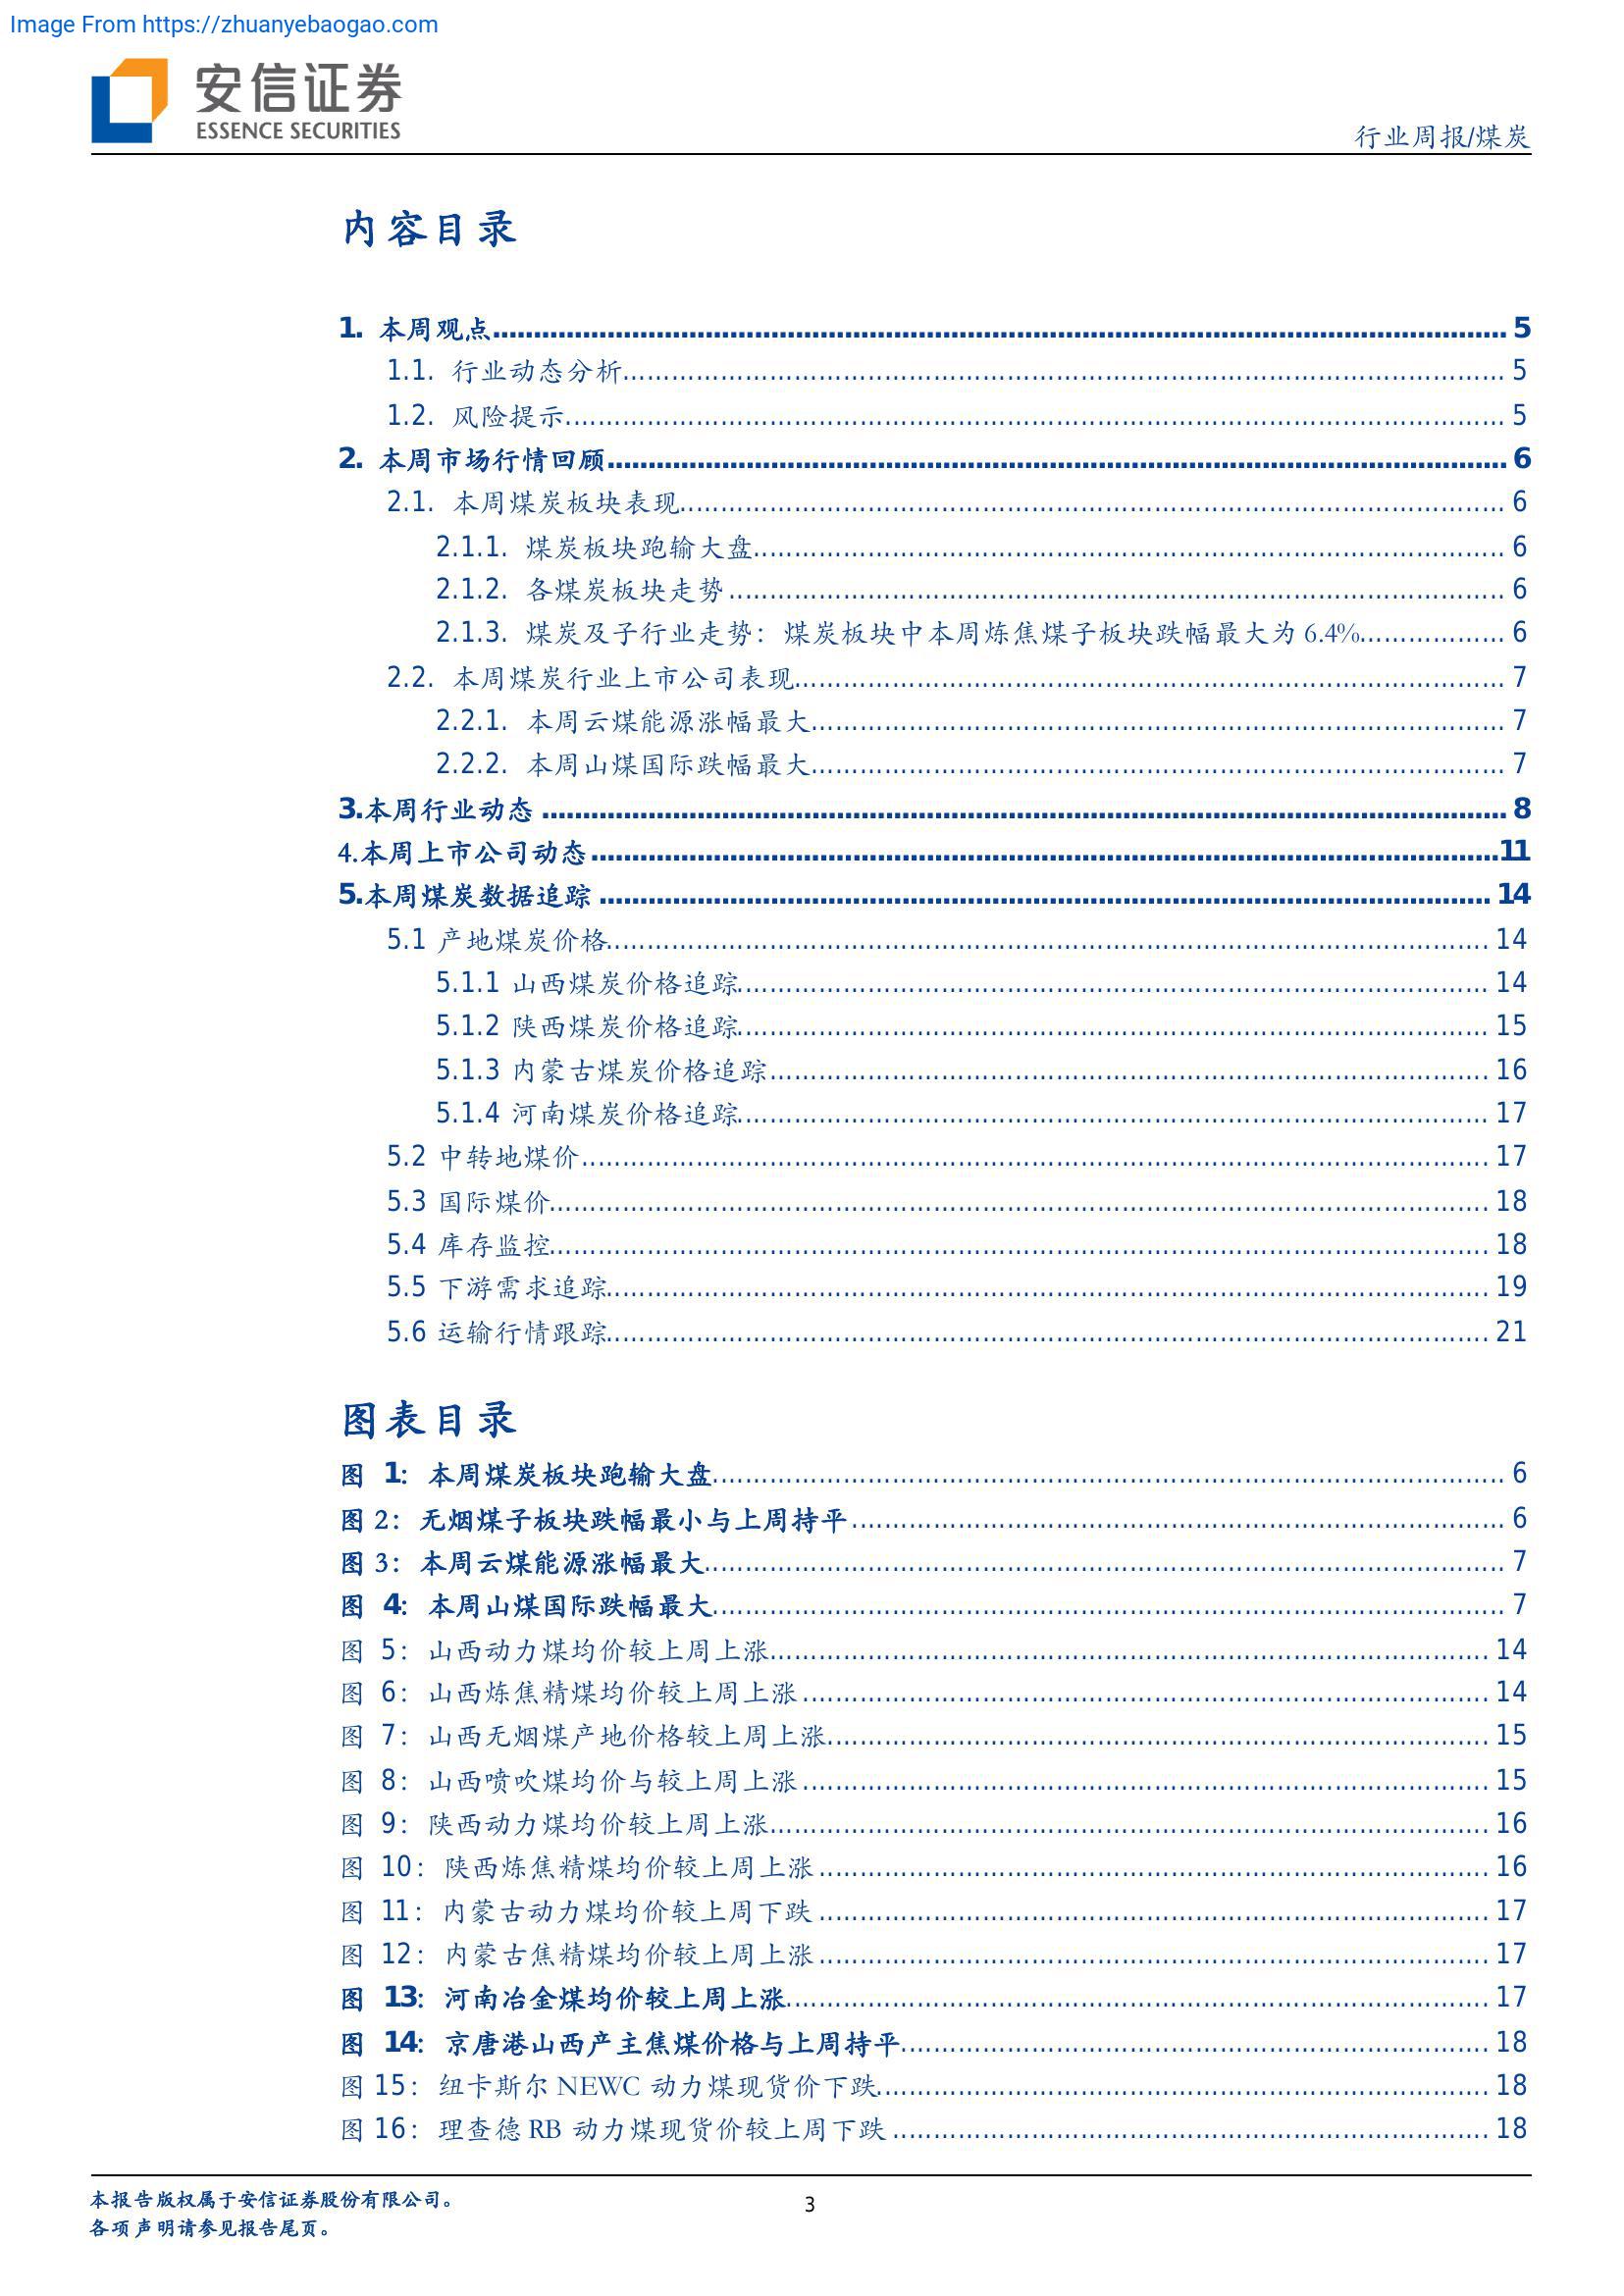 Image From https://zhuanyebaogao.com
安信证券
ESSENCE SECURITIES
行业周报/煤炭
内容目录
1. 本周观点 5
1.1. 行业动态分析 5
1.2. 风险提示 5
2. 本周市场行情回顾 6
2.1. 本周煤炭板块表现 6
2.1.1. 煤炭板块跑输大盘 6
2.1.2. 各煤炭板块走势 6
2.1.3. 煤炭及子行业走势：煤炭板块中本周炼焦煤子板块跌幅最大为 6.4% 6
2.2. 本周煤炭行业上市公司表现 7
2.2.1. 本周云煤能源涨幅最大 7
2.2.2. 本周山煤国际跌幅最大 7
3.本周行业动态 8
4.本周上市公司动态 11
5.本周煤炭数据追踪 14
5.1 产地煤炭价格 14
5.1.1 山西煤炭价格追踪 14
5.1.2 陕西煤炭价格追踪 15
5.1.3 内蒙古煤炭价格追踪 16
5.1.4 河南煤炭价格追踪 17
5.2 中转地煤价 17
5.3 国际煤价 18
5.4 库存监控 18
5.5 下游需求追踪 19
5.6 运输行情跟踪 21
图表目录
图 1：本周煤炭板块跑输大盘 6
图 2：无烟煤子板块跌幅最小与上周持平 6
图 3：本周云煤能源涨幅最大 7
图 4：本周山煤国际跌幅最大 7
图 5：山西动力煤均价较上周上涨 14
图 6：山西炼焦精煤均价较上周上涨 14
图 7：山西无烟煤产地价格较上周上涨 15
图 8：山西喷吹煤均价与较上周上涨 15
图 9：陕西动力煤均价较上周上涨 16
图 10：陕西炼焦精煤均价较上周上涨 16
图 11：内蒙古动力煤均价较上周下跌 17
图 12：内蒙古焦精煤均价较上周上涨 17
图 13：河南冶金煤均价较上周上涨 17
图 14：京唐港山西产主焦煤价格与上周持平 18
图 15：纽卡斯尔 NEWC 动力煤现货价下跌 18
图 16：理查德 RB 动力煤现货价较上周下跌 18
本报告版权属于安信证券股份有限公司。
3
各项声明请参见报告尾页。